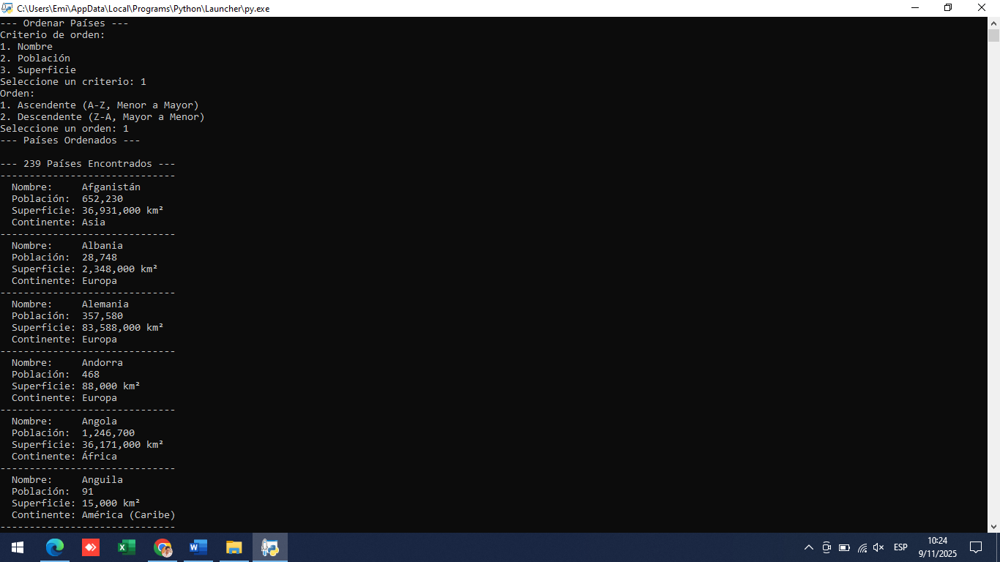 C:\Users\Emi\AppData\Local\Programs\Python\Launcher\py.exe
--- Ordenar Países ---
Criterio de orden:
1. Nombre
2. Población
3. Superficie
Seleccione un criterio: 1
Orden:
1. Ascendente (A-Z, Menor a Mayor)
2. Descendente (Z-A, Mayor a Menor)
Seleccione un orden: 1
--- Países Ordenados ---
--- 239 Países Encontrados ---
------------------------------
Nombre: Afganistán
Población: 652,230
Superficie: 36,931,000 km²
Continente: Asia
------------------------------
Nombre: Albania
Población: 28,748
Superficie: 2,348,000 km²
Continente: Europa
------------------------------
Nombre: Alemania
Población: 357,580
Superficie: 83,588,000 km²
Continente: Europa
------------------------------
Nombre: Andorra
Población: 468
Superficie: 88,000 km²
Continente: Europa
------------------------------
Nombre: Angola
Población: 1,246,700
Superficie: 36,171,000 km²
Continente: África
------------------------------
Nombre: Anguila
Población: 91
Superficie: 15,000 km²
Continente: América (Caribe)
------------------------------
ESP
10:24
9/11/2025